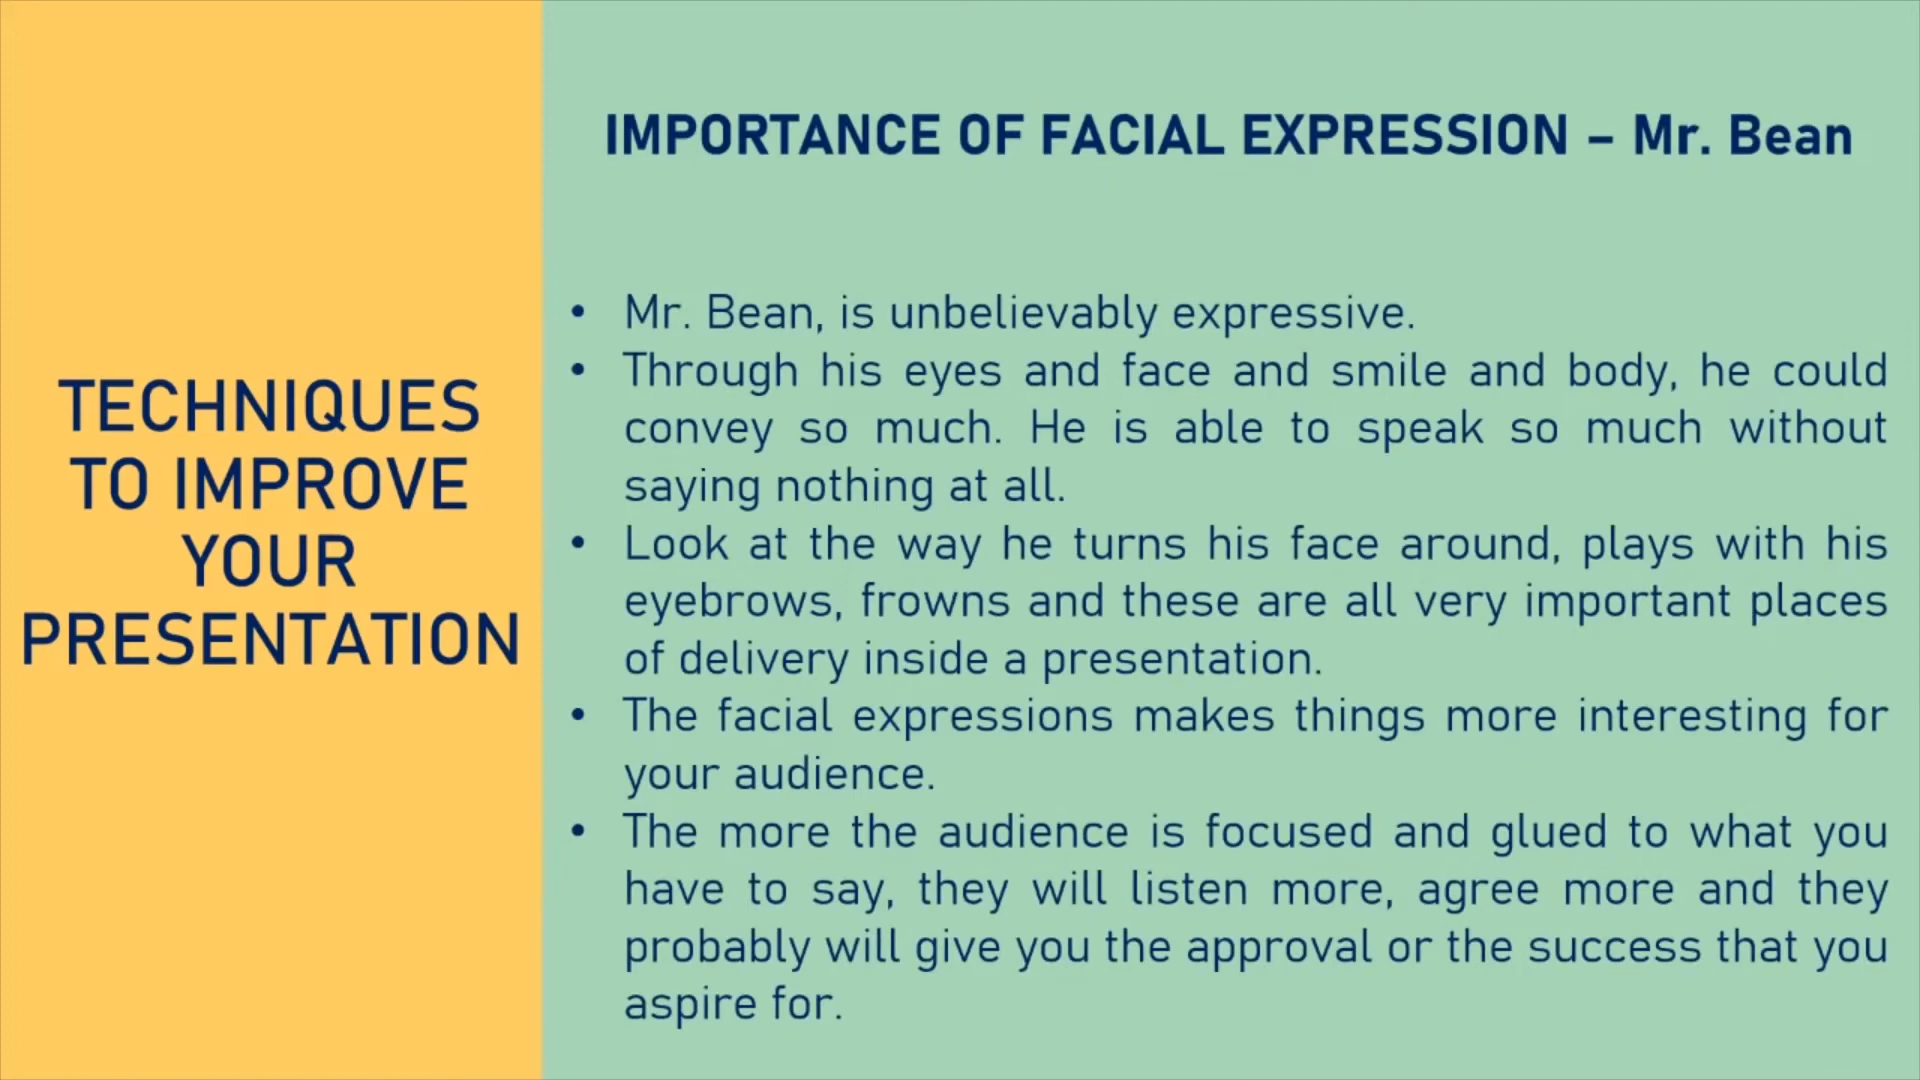 TECHNIQUES
TO IMPROVE
YOUR
PRESENTATION
IMPORTANCE OF FACIAL EXPRESSION – Mr. Bean
• Mr. Bean, is unbelievably expressive.
• Through his eyes and face and smile and body, he could
convey so much. He is able to speak so much without
saying nothing at all.
• Look at the way he turns his face around, plays with his
eyebrows, frowns and these are all very important places
of delivery inside a presentation.
• The facial expressions makes things more interesting for
your audience.
• The more the audience is focused and glued to what you
have to say, they will listen more, agree more and they
probably will give you the approval or the success that you
aspire for.